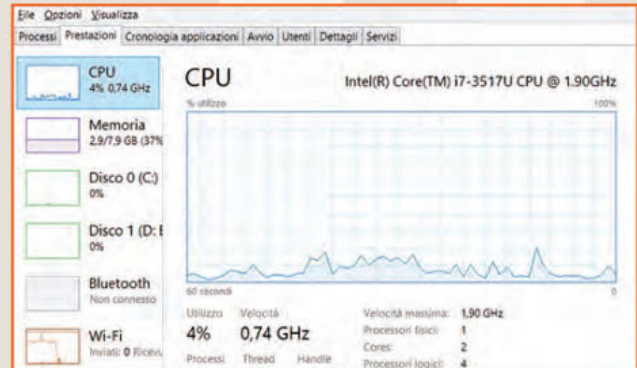 File Opzioni Visualizza
Processi Prestazioni Cronologia applicazioni Avvio Utenti Dettagli Servizi
CPU
4% 0,74 GHz
Memoria
2.9/7.9 GB (37%
Disco 0 (C:)
0%
Disco 1 (D: E
0%
Bluetooth
Non connesso
Wi-Fi
Inviati: 0 Ricevu
CPU
Intel(R) Core(TM) i7-3517U CPU @ 1.90GHz
% utilizzo 100%
60 secondi 0
Utilizzo Velocità
4% 0,74 GHz
Processi Thread Handle
Velocità massima: 1,90 GHz
Processori fisici: 1
Cores: 2
Processori logici: 4